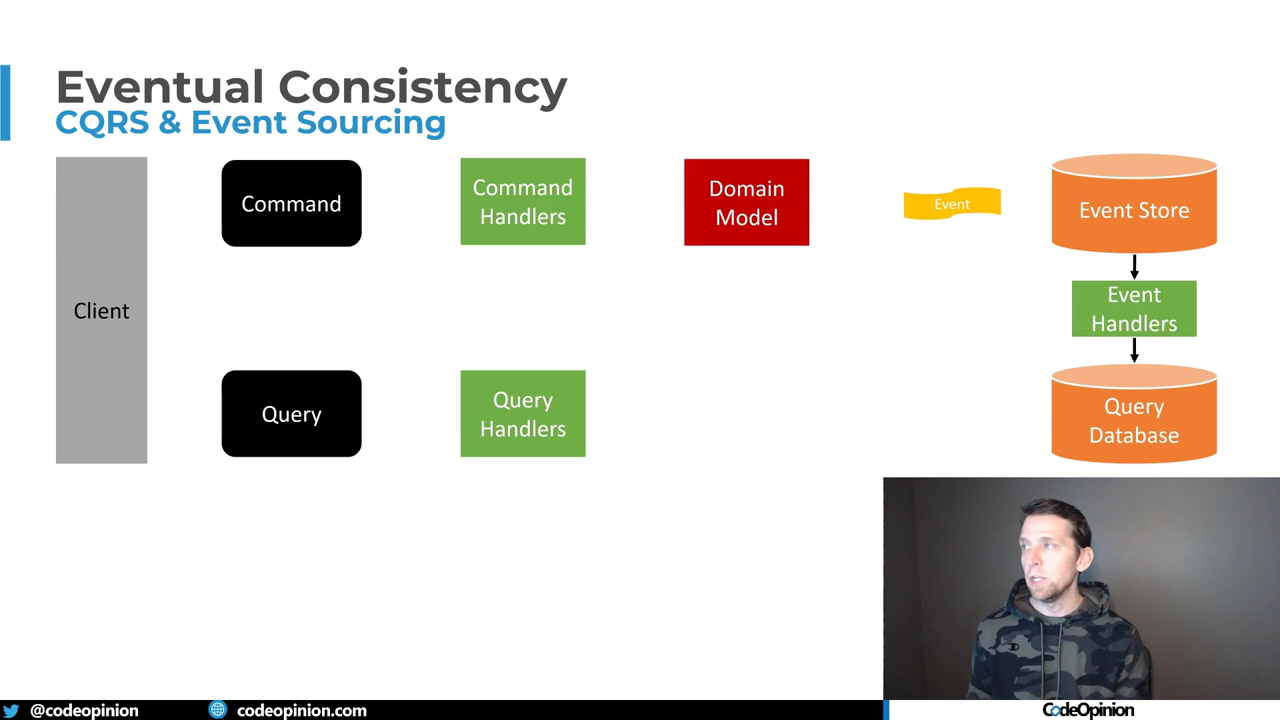 Eventual Consistency
CQRS & Event Sourcing
Client
Command
Command
Handlers
Domain
Model
Event
Event Store
Event
Handlers
Query
Query
Handlers
Query
Database
@codeopinion
codeopinion.com
CodeOpinion